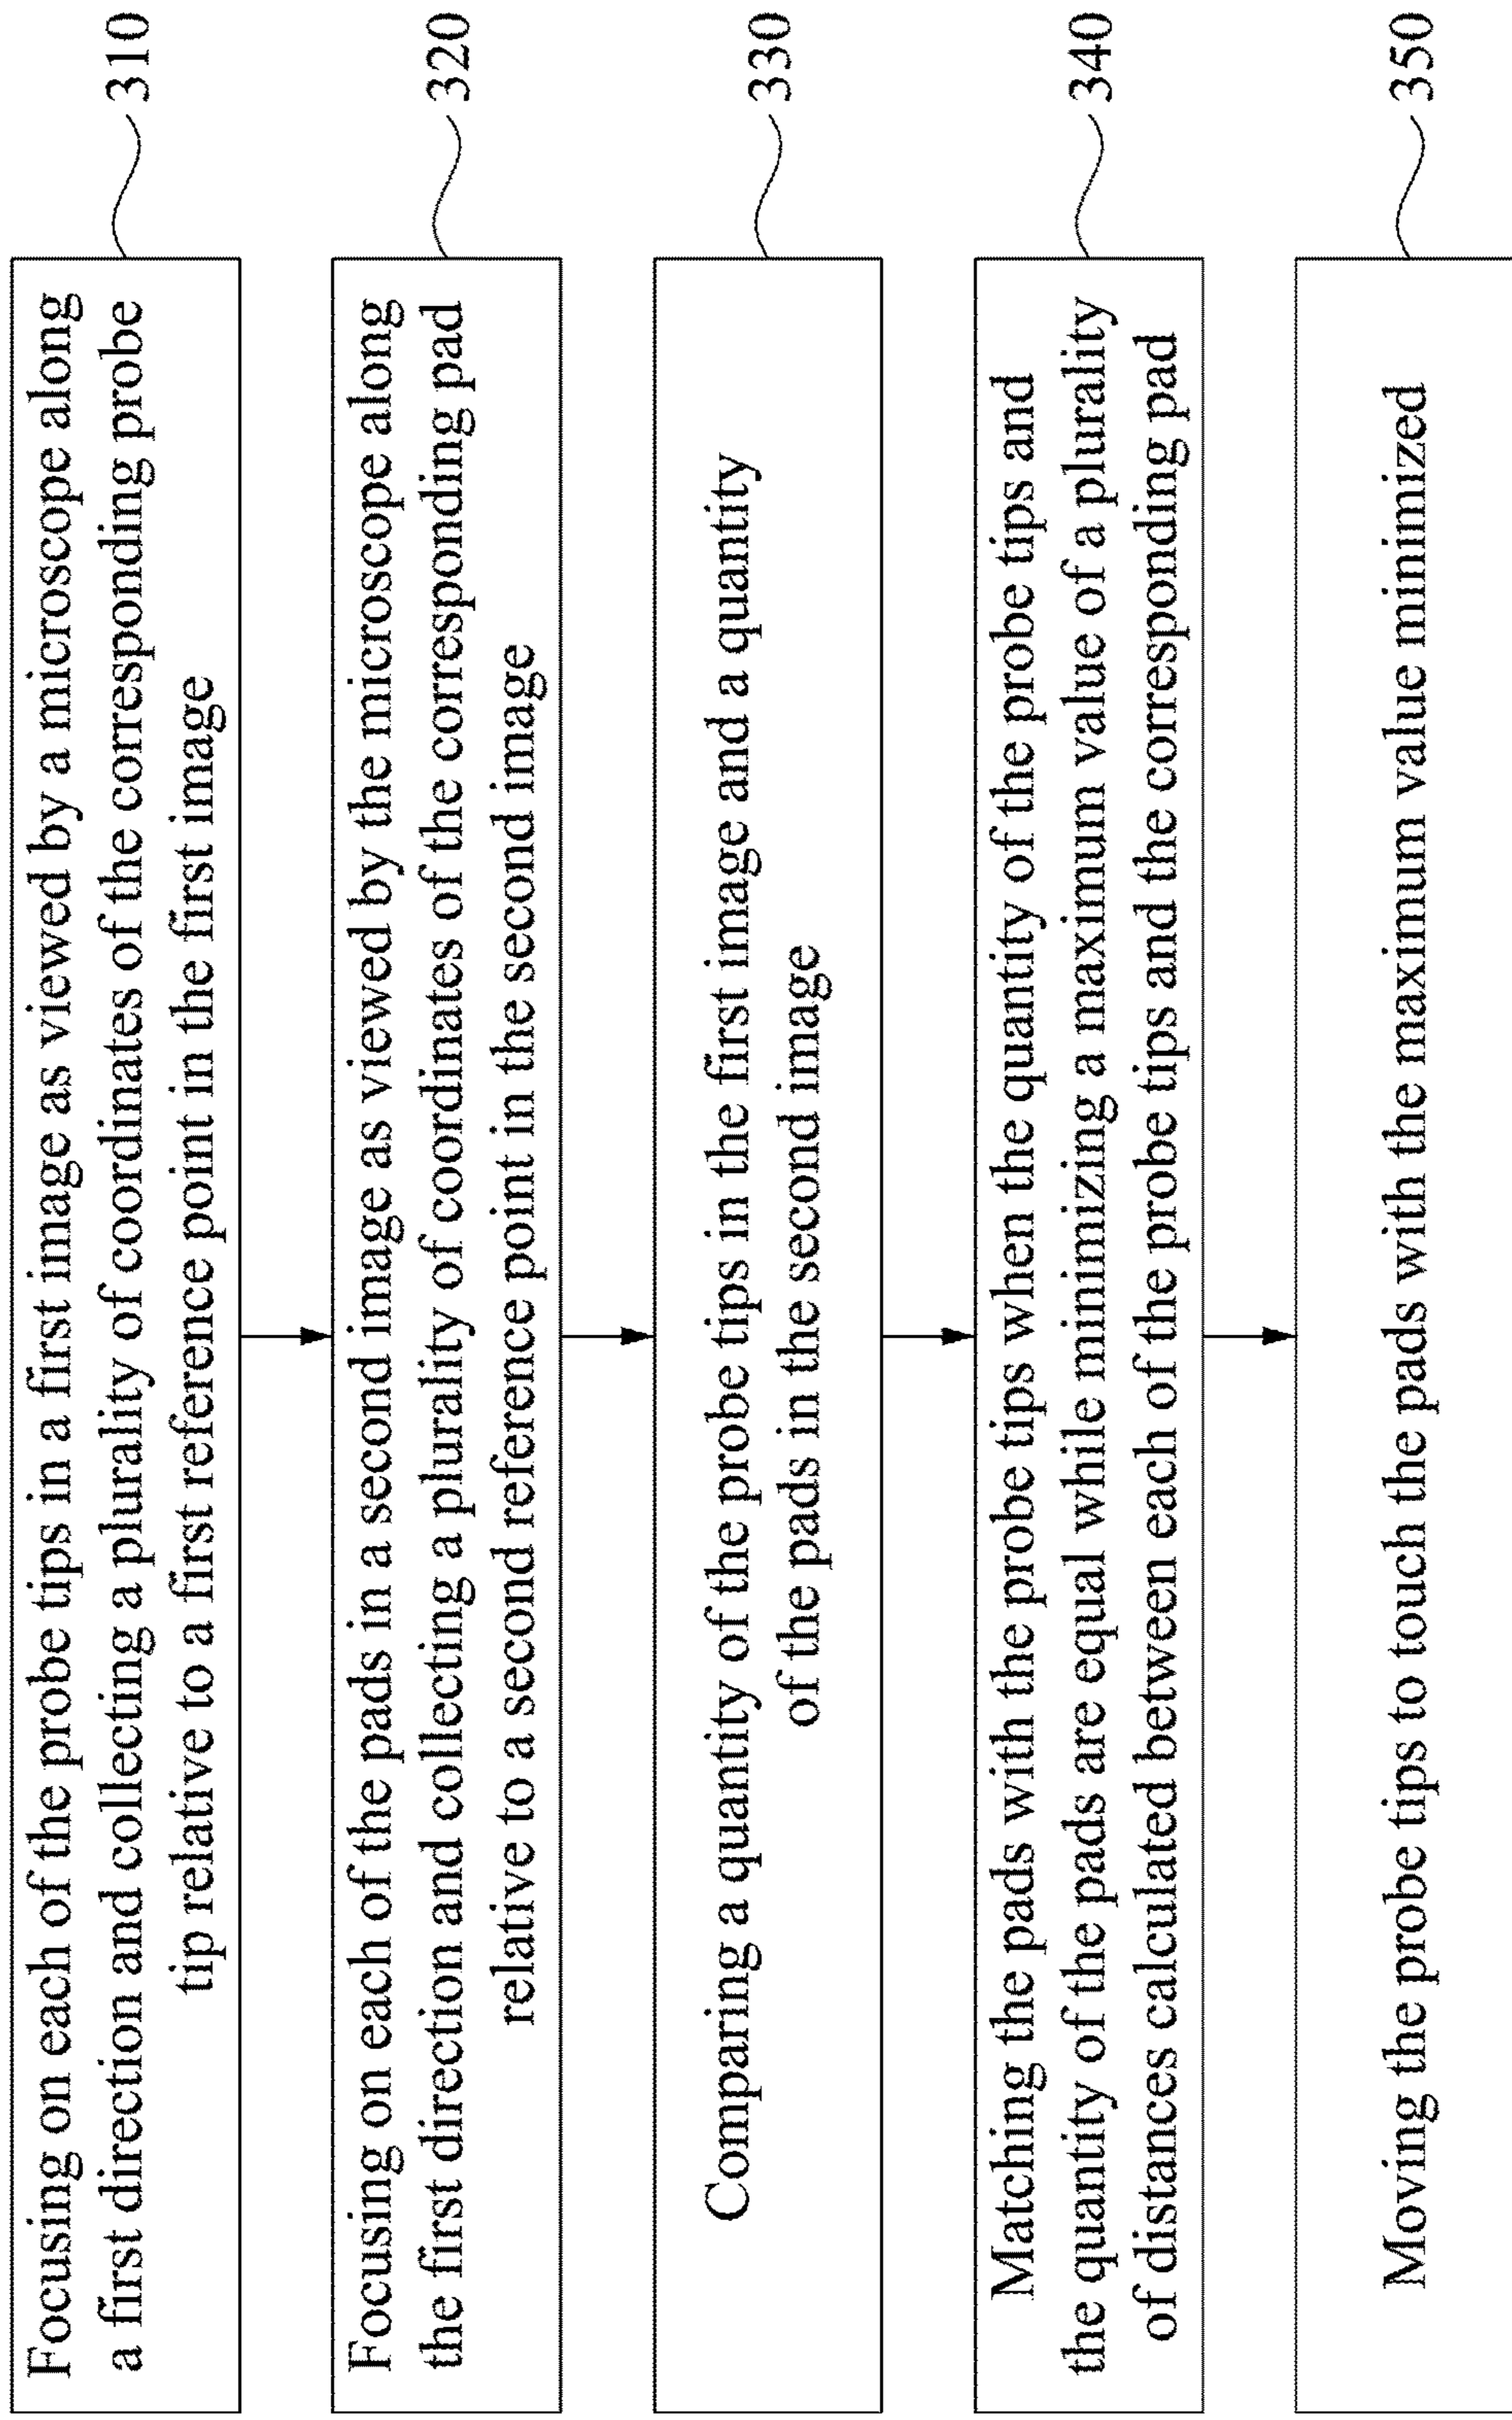 Focusing on each of the probe tips in a first image as viewed by a microscope along
a first direction and collecting a plurality of coordinates of the corresponding probe
tip relative to a first reference point in the first image
310
Focusing on each of the pads in a second image as viewed by the microscope along
the first direction and collecting a plurality of coordinates of the corresponding pad
relative to a second reference point in the second image
320
Comparing a quantity of the probe tips in the first image and a quantity
of the pads in the second image
330
Matching the pads with the probe tips when the quantity of the probe tips and
the quantity of the pads are equal while minimizing a maximum value of a plurality
of distances calculated between each of the probe tips and the corresponding pad
340
Moving the probe tips to touch the pads with the maximum value minimized
350